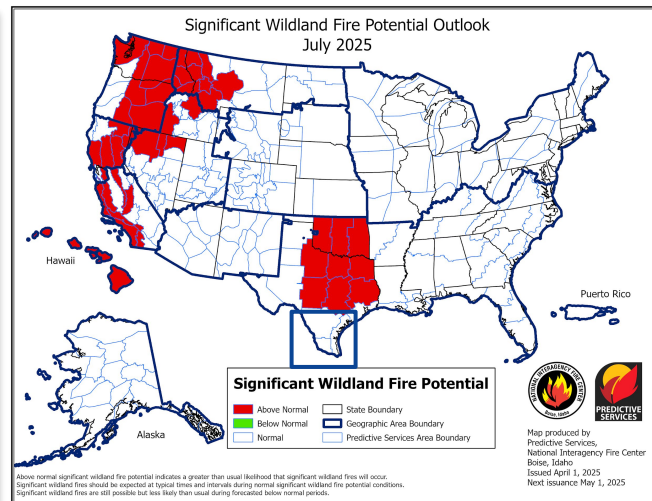 Significant Wildland Fire Potential Outlook
July 2025
Hawaii
Puerto Rico
Alaska
Significant Wildland Fire Potential
Above Normal
State Boundary
Below Normal
Geographic Area Boundary
Normal
Predictive Services Area Boundary
NATIONAL INTERAGENCY FIRE CENTER
Boise, Idaho
PREDICTIVE
SERVICES
Map produced by
Predictive Services,
National Interagency Fire Center
Boise, Idaho
Issued April 1, 2025
Next issuance May 1, 2025
Above normal significant wildland fire potential indicates a greater than usual likelihood that significant wildland fires will occur.
Significant wildland fires should be expected at typical times and intervals during normal significant wildland fire potential conditions.
Significant wildland fires are still possible but less likely than usual during forecasted below normal periods.